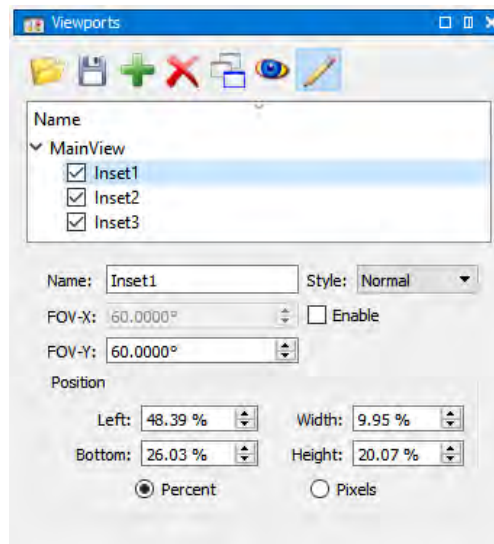 Viewports
Name
MainView
Inset1
Inset2
Inset3
Name: Inset1 Style: Normal
FOV-X: 60.0000° Enable
FOV-Y: 60.0000°
Position
Left: 48.39 % Width: 9.95 %
Bottom: 26.03 % Height: 20.07 %
Percent Pixels